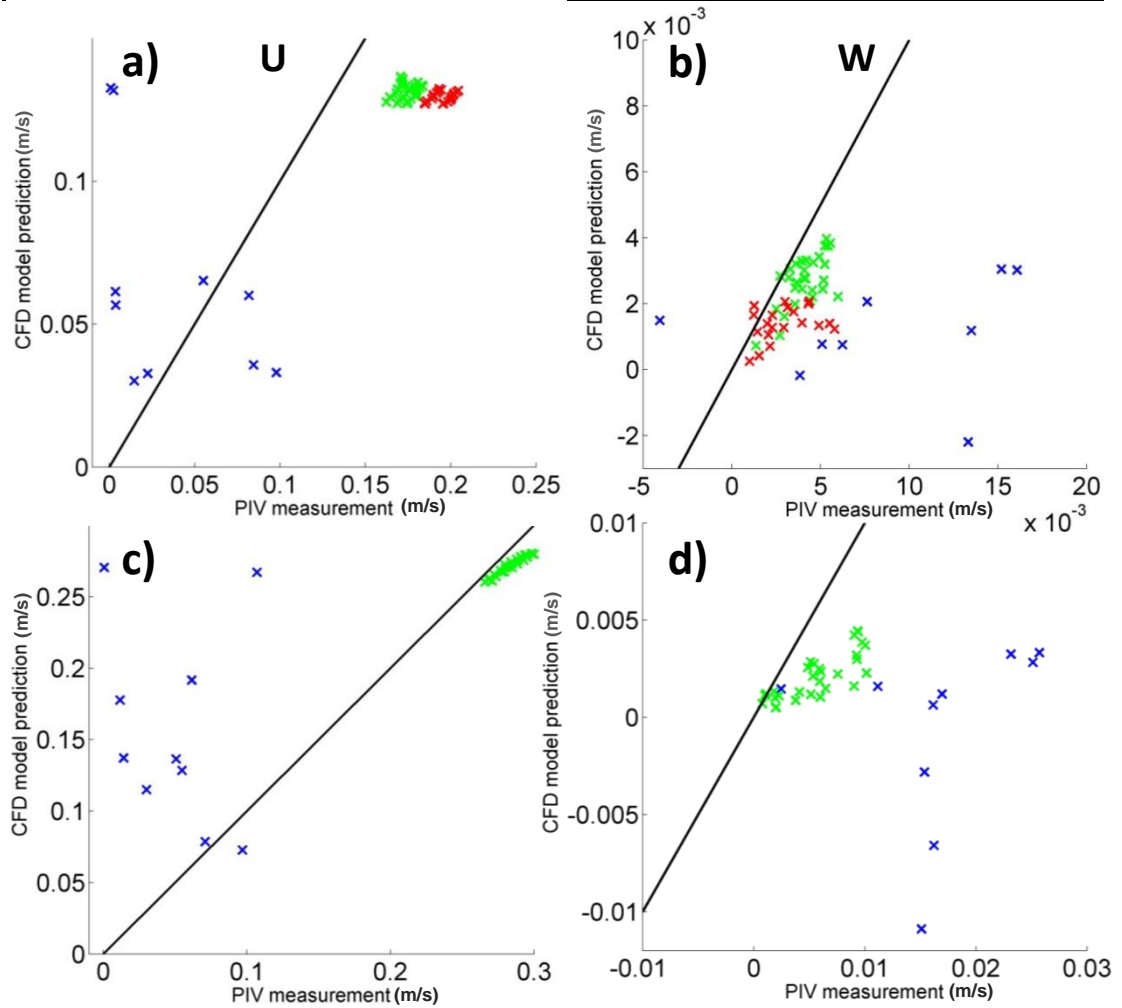 a)
U
CFD model prediction (m/s)
0.1
0.05
0
0
0.05
0.1
0.15
0.2
0.25
PIV measurement (m/s)
b)
W
x 10⁻³
CFD model prediction (m/s)
10
8
6
4
2
0
-2
-5
0
5
10
15
20
PIV measurement (m/s)
x 10⁻³
c)
CFD model prediction (m/s)
0.25
0.2
0.15
0.1
0.05
0
0
0.1
0.2
0.3
PIV measurement (m/s)
d)
CFD model prediction (m/s)
0.01
0.005
0
-0.005
-0.01
-0.01
0
0.01
0.02
0.03
PIV measurement (m/s)